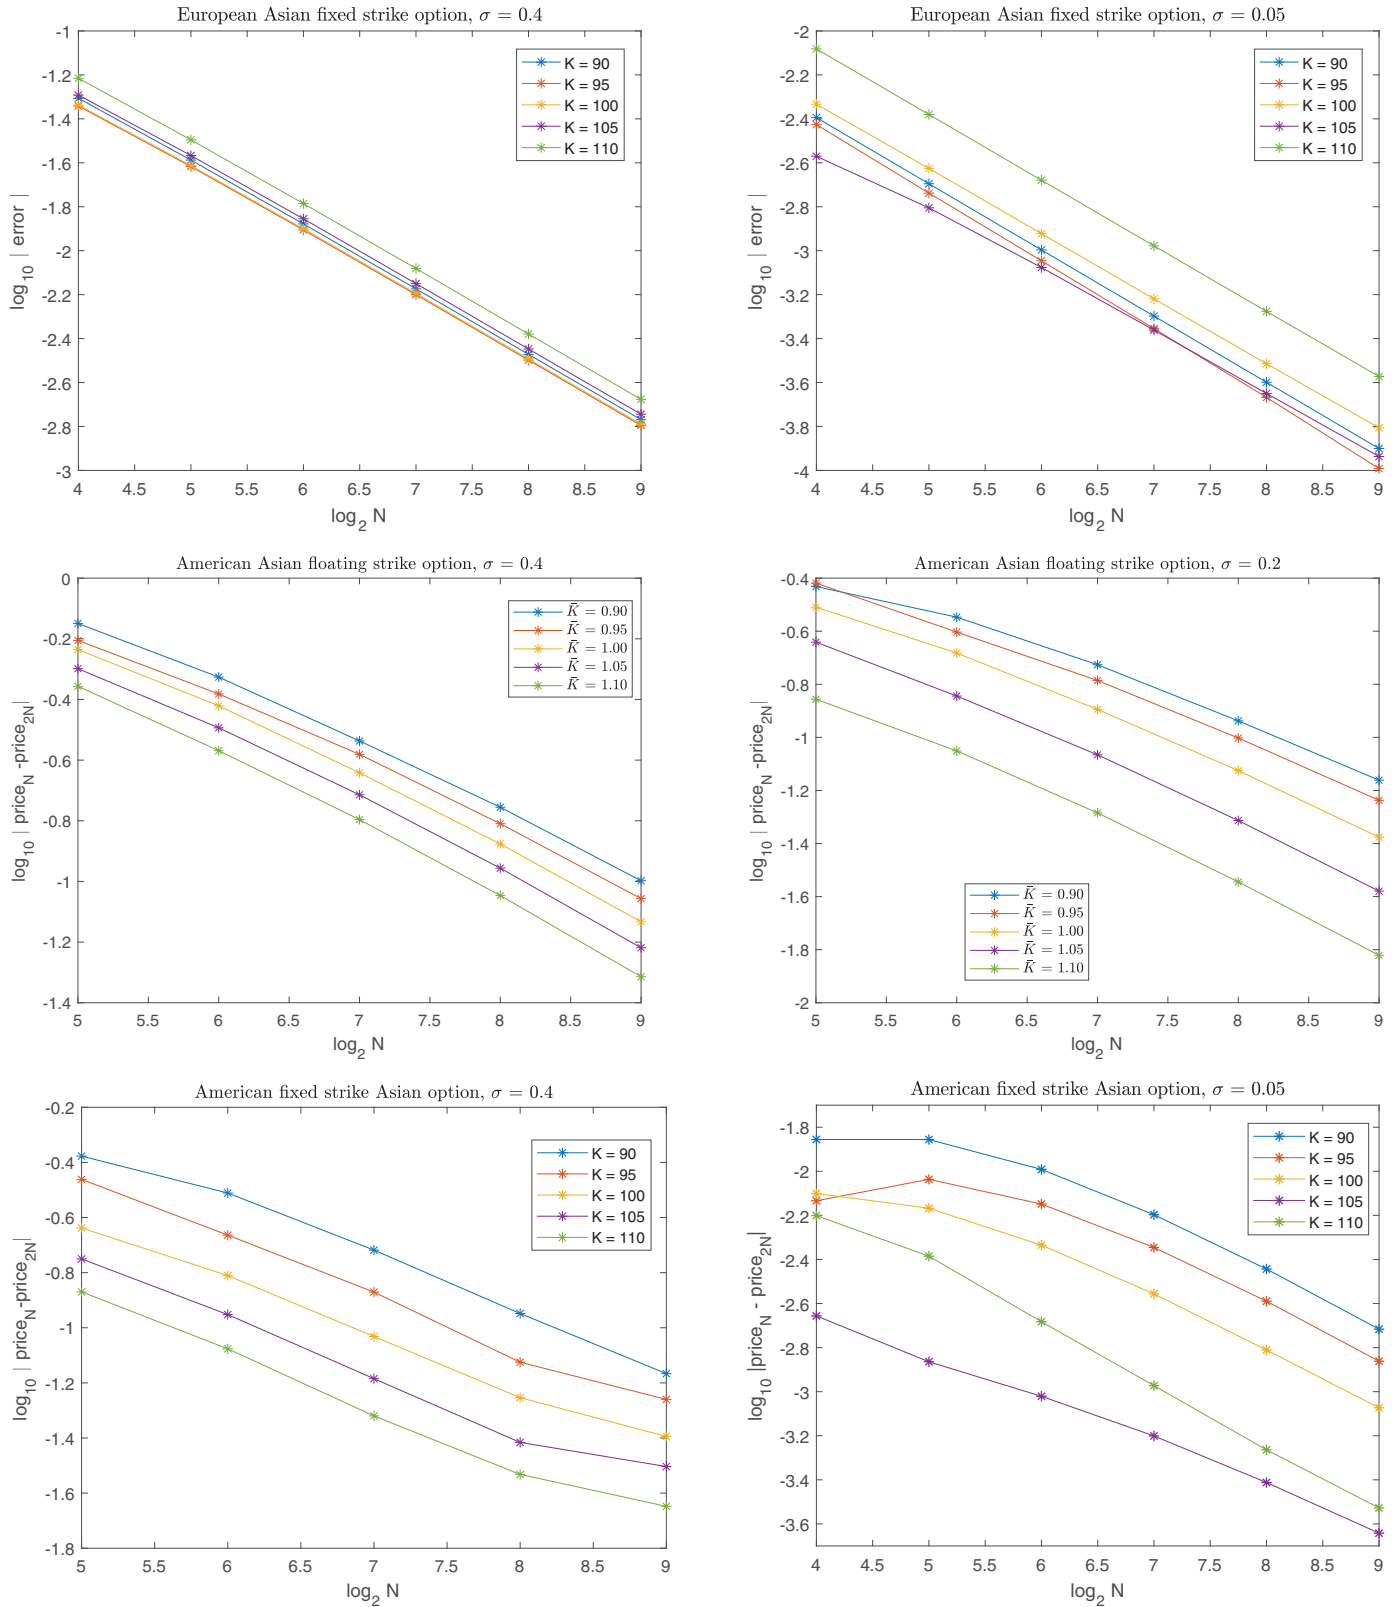 European Asian fixed strike option, σ = 0.4
-1
-1.2
-1.4
-1.6
-1.8
-2
-2.2
-2.4
-2.6
-2.8
-3
log10 | error |
4 4.5 5 5.5 6 6.5 7 7.5 8 8.5 9
log2 N
K = 90
K = 95
K = 100
K = 105
K = 110
European Asian fixed strike option, σ = 0.05
-2
-2.2
-2.4
-2.6
-2.8
-3
-3.2
-3.4
-3.6
-3.8
-4
log10 | error|
4 4.5 5 5.5 6 6.5 7 7.5 8 8.5 9
log2 N
K = 90
K = 95
K = 100
K = 105
K = 110
American Asian floating strike option, σ = 0.4
0
-0.2
-0.4
-0.6
-0.8
-1
-1.2
-1.4
log10 | priceN -price2N|
5 5.5 6 6.5 7 7.5 8 8.5 9
log2 N
K̄ = 0.90
K̄ = 0.95
K̄ = 1.00
K̄ = 1.05
K̄ = 1.10
American Asian floating strike option, σ = 0.2
-0.4
-0.6
-0.8
-1
-1.2
-1.4
-1.6
-1.8
-2
log10 | priceN -price2N|
5 5.5 6 6.5 7 7.5 8 8.5 9
log2 N
K̄ = 0.90
K̄ = 0.95
K̄ = 1.00
K̄ = 1.05
K̄ = 1.10
American fixed strike Asian option, σ = 0.4
-0.2
-0.4
-0.6
-0.8
-1
-1.2
-1.4
-1.6
-1.8
log10 | priceN-price2N|
5 5.5 6 6.5 7 7.5 8 8.5 9
log2 N
K = 90
K = 95
K = 100
K = 105
K = 110
American fixed strike Asian option, σ = 0.05
-1.8
-2
-2.2
-2.4
-2.6
-2.8
-3
-3.2
-3.4
-3.6
log10 |priceN - price2N|
4 4.5 5 5.5 6 6.5 7 7.5 8 8.5 9
log2 N
K = 90
K = 95
K = 100
K = 105
K = 110